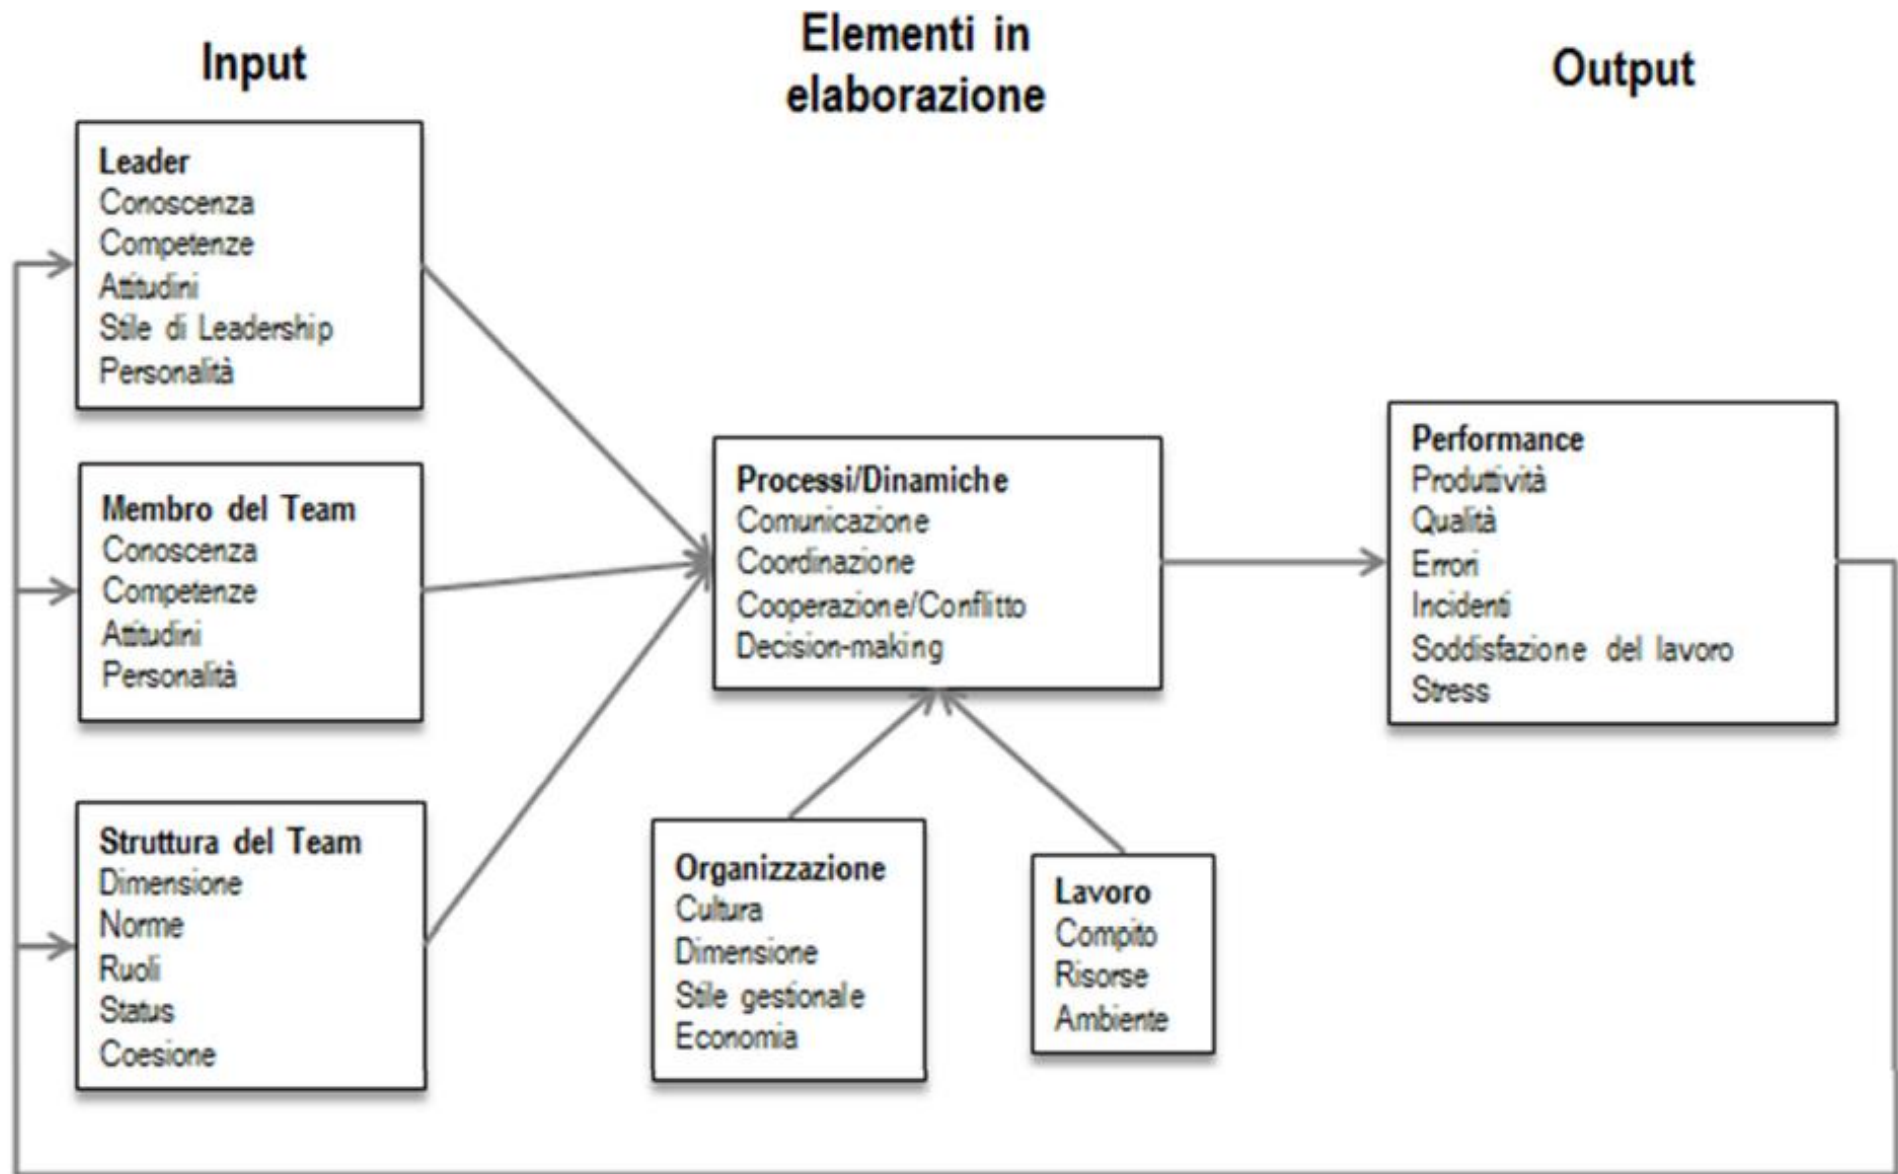 Input
Elementi in
elaborazione
Output
Leader
Conoscenza
Competenze
Attitudini
Stile di Leadership
Personalità
Membro del Team
Conoscenza
Competenze
Attitudini
Personalità
Struttura del Team
Dimensione
Norme
Ruoli
Status
Coesione
Processi/Dinamiche
Comunicazione
Coordinazione
Cooperazione/Conflitto
Decision-making
Organizzazione
Cultura
Dimensione
Stile gestionale
Economia
Lavoro
Compito
Risorse
Ambiente
Performance
Produttività
Qualità
Errori
Incidenti
Soddisfazione del lavoro
Stress